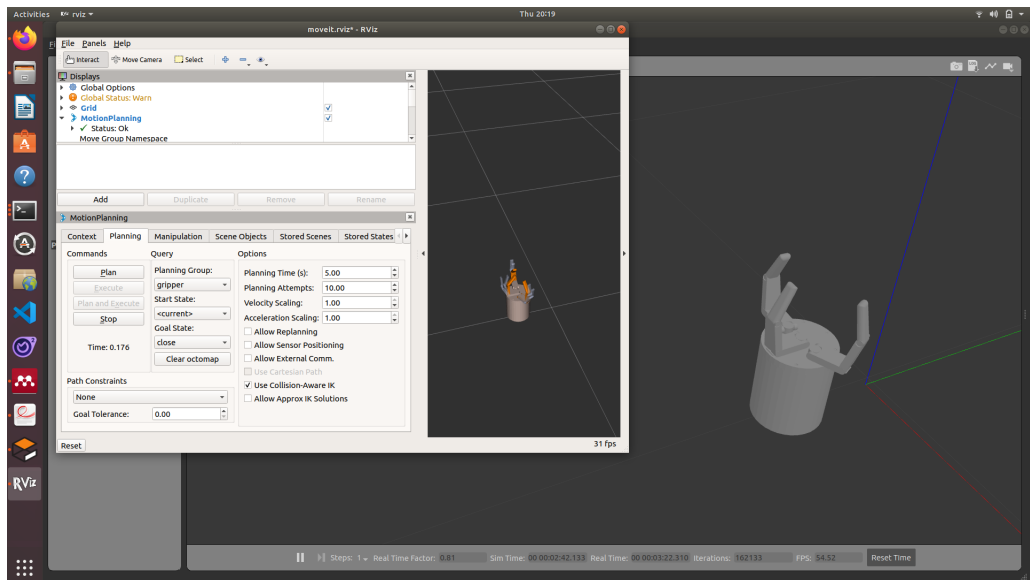 Activities
rviz
Thu 20:19
moveit.rviz* - RViz
File Panels Help
Interact Move Camera Select
Displays
Global Options
Global Status: Warn
Grid
MotionPlanning
Status: Ok
Move Group Namespace
Add Duplicate Remove Rename
MotionPlanning
Context Planning Manipulation Scene Objects Stored Scenes Stored States
Commands Query Options
Plan
Execute
Plan and Execute
Stop
Time: 0.176
Planning Group:
gripper
Start State:
<current>
Goal State:
close
Clear octomap
Planning Time (s): 5.00
Planning Attempts: 10.00
Velocity Scaling: 1.00
Acceleration Scaling: 1.00
Allow Replanning
Allow Sensor Positioning
Allow External Comm.
Use Cartesian Path
Use Collision-Aware IK
Allow Approx IK Solutions
Path Constraints
None
Goal Tolerance: 0.00
Reset
31 fps
RViz
Steps: 1 Real Time Factor: 0.81 Sim Time: 00 00:02:42.133 Real Time: 00 00:03:22.310 Iterations: 162133 FPS: 54.52 Reset Time